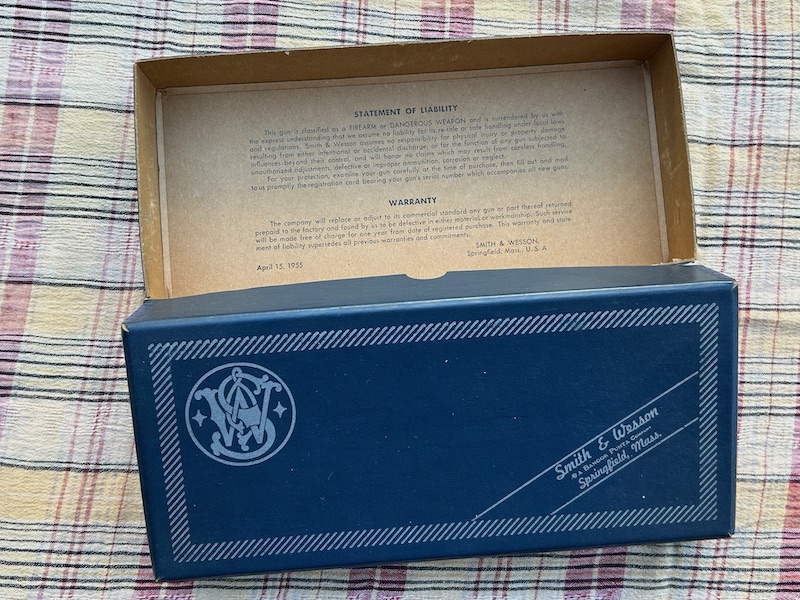 STATEMENT OF LIABILITY
This gun is classified as a FIREARM or DANGEROUS WEAPON and is surrendered by us with
the express understanding that we assume no liability for its re-sale or safe handling under local laws
and regulations. Smith & Wesson assumes no responsibility for physical injury or property damage
resulting from either intentional or accidental discharge, or for the function of any gun subjected to
influences beyond their control, and will honor no claims which may result from careless handling,
unauthorized adjustments, defective or improper ammunition, corrosion or neglect.
For your protection, examine your gun carefully at the time of purchase, then fill out and mail
to us promptly the registration card bearing your gun's serial number which accompanies all new guns.
WARRANTY
The company will replace or adjust to its commercial standard any gun or part thereof returned
prepaid to the factory and found by us to be defective in either material or workmanship. Such service
will be made free of charge for one year from date of registered purchase. This warranty and state
ment of liability supersedes all previous warranties and commitments.
SMITH & WESSON,
Springfield, Mass., U. S. A.
April 15, 1955
Smith & Wesson
A BANGOR PUNTA COMPANY
Springfield, Mass.